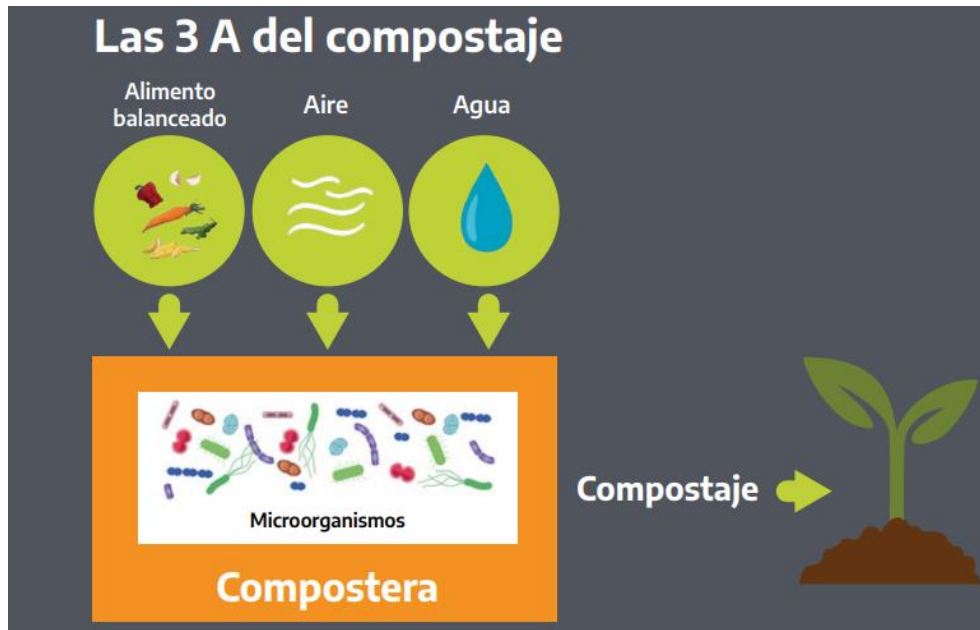 Las 3 A del compostaje
Alimento
balanceado
Aire
Agua
Microorganismos
Compostera
Compostaje